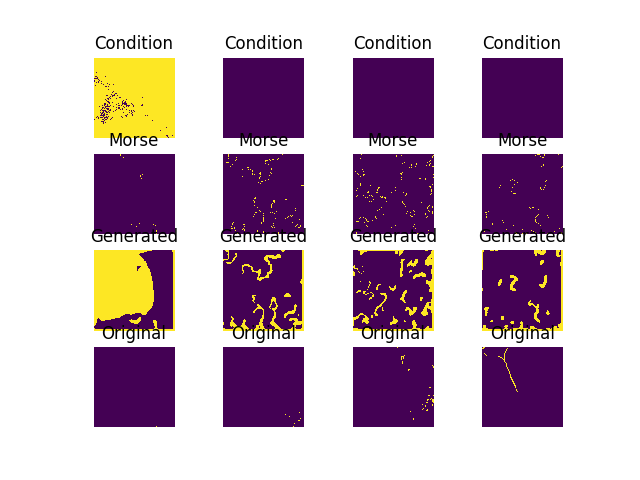 Condition Condition Condition Condition
Morse Morse Morse Morse
Generated Generated Generated Generated
Original Original Original Original